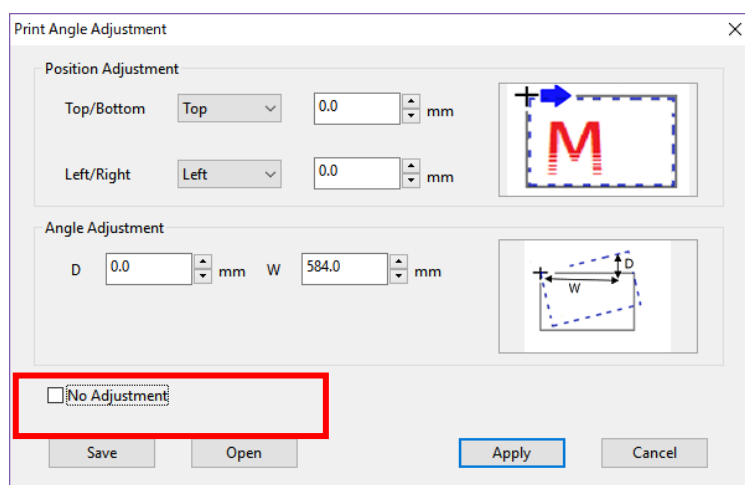 Print Angle Adjustment
Position Adjustment
Top/Bottom Top 0.0 mm
M
Left/Right Left 0.0 mm
Angle Adjustment
D 0.0 mm W 584.0 mm
D
W
No Adjustment
Save Open Apply Cancel